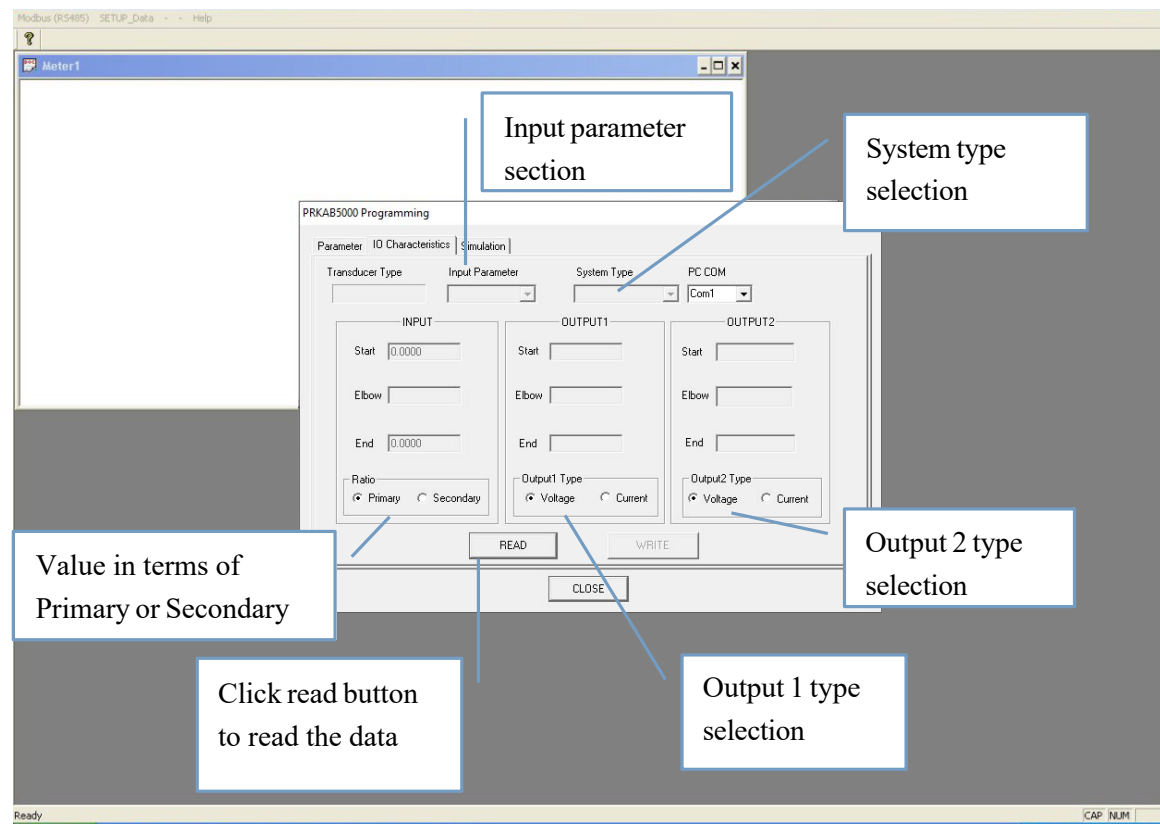 Modbus (RS485) SETUP_Data - - Help
Meter1
Input parameter
section
System type
selection
PRKAB5000 Programming
Parameter IO Characteristics Simulation
Transducer Type Input Parameter System Type PC COM
Com1
INPUT OUTPUT1 OUTPUT2
Start 0.0000 Start Start
Elbow Elbow Elbow
End 0.0000 End End
Ratio Output1 Type Output2 Type
Primary Secondary Voltage Current Voltage Current
READ WRITE
CLOSE
Value in terms of
Primary or Secondary
Output 2 type
selection
Click read button
to read the data
Output 1 type
selection
Ready CAP NUM